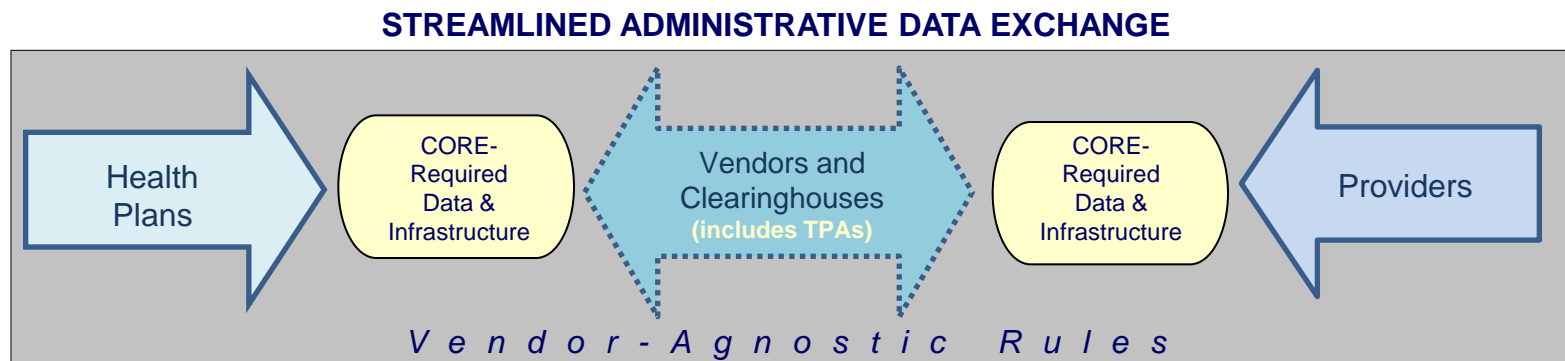 STREAMLINED ADMINISTRATIVE DATA EXCHANGE
Health
Plans
CORE-
Required
Data &
Infrastructure
Vendors and
Clearinghouses
(includes TPAs)
CORE-
Required
Data &
Infrastructure
Providers
Vendor-Agnostic Rules